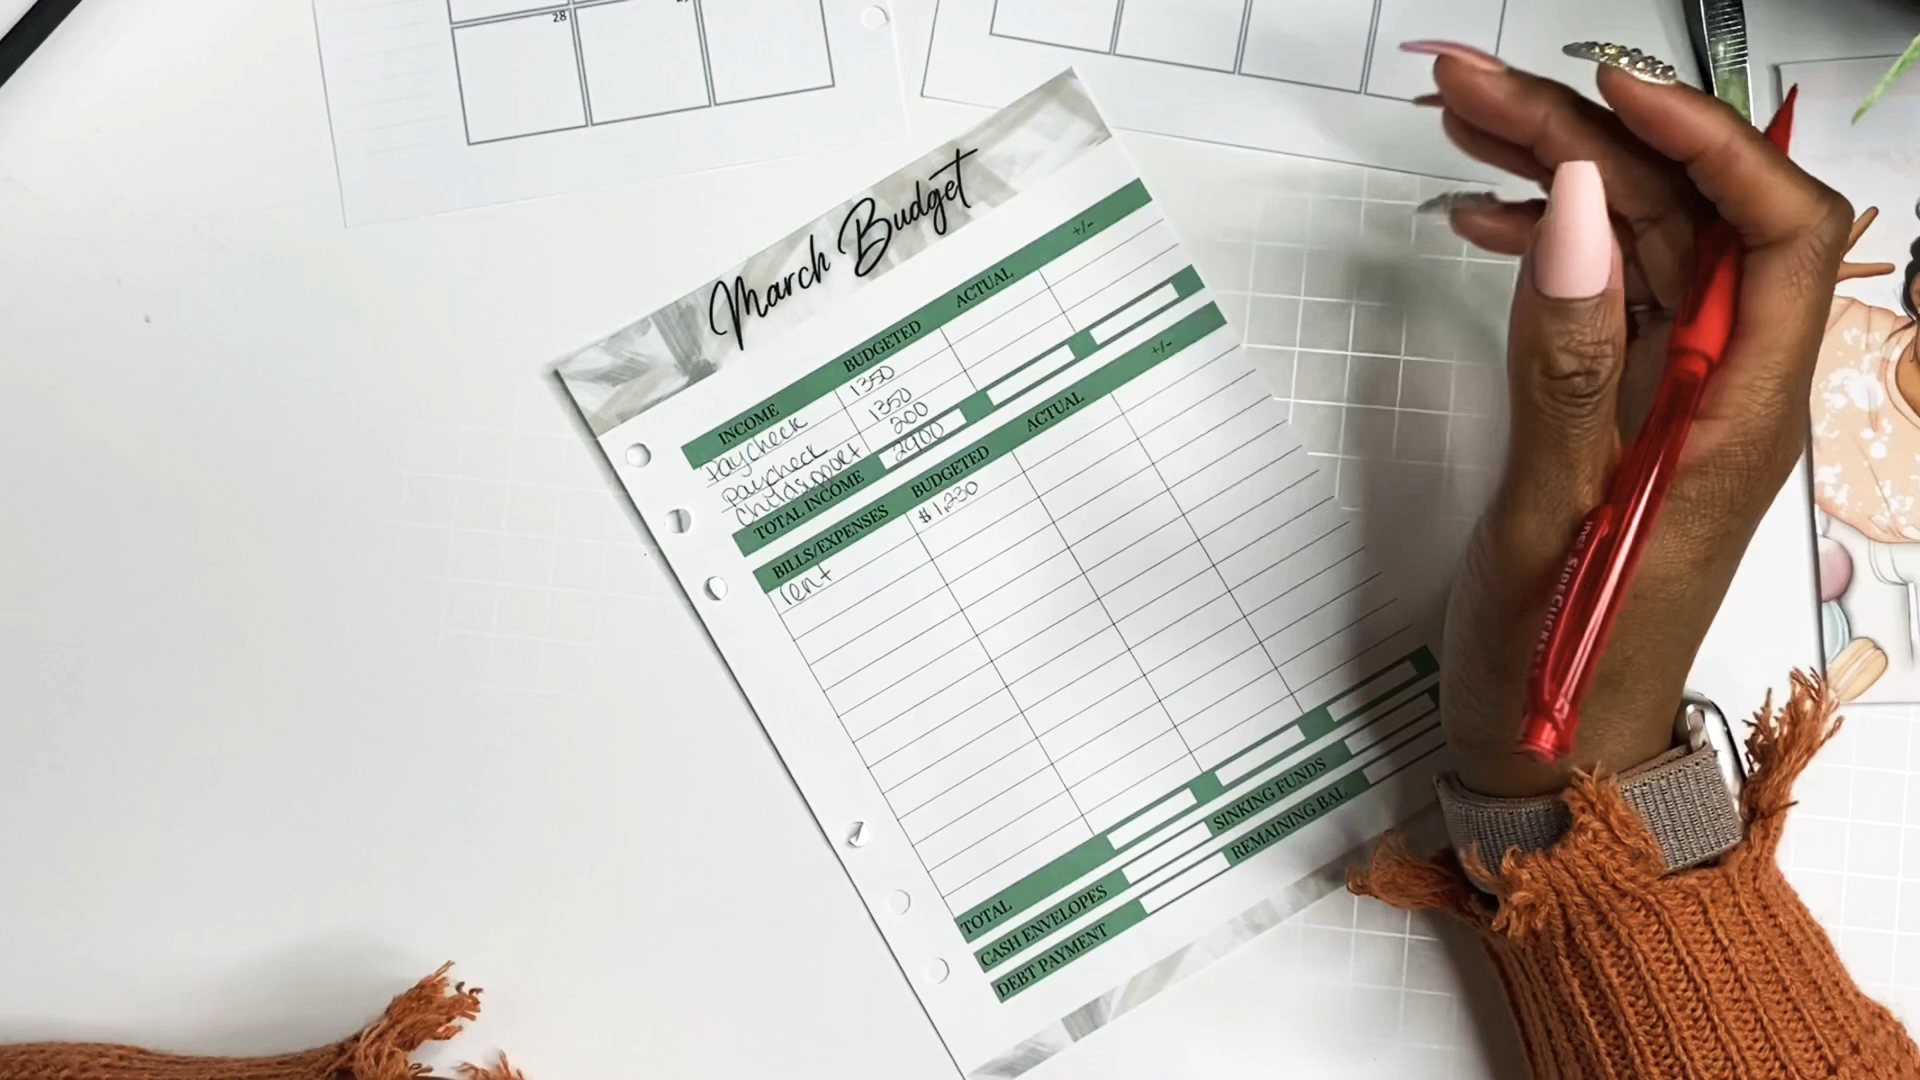 28
March Budget
INCOME BUDGETED ACTUAL +/-
Paycheck 1350
paycheck 1350
Childsupport 200
TOTAL INCOME 2900
BILLS/EXPENSES BUDGETED ACTUAL +/-
rent $1,230
TOTAL
CASH ENVELOPES SINKING FUNDS
DEBT PAYMENT REMAINING BAL